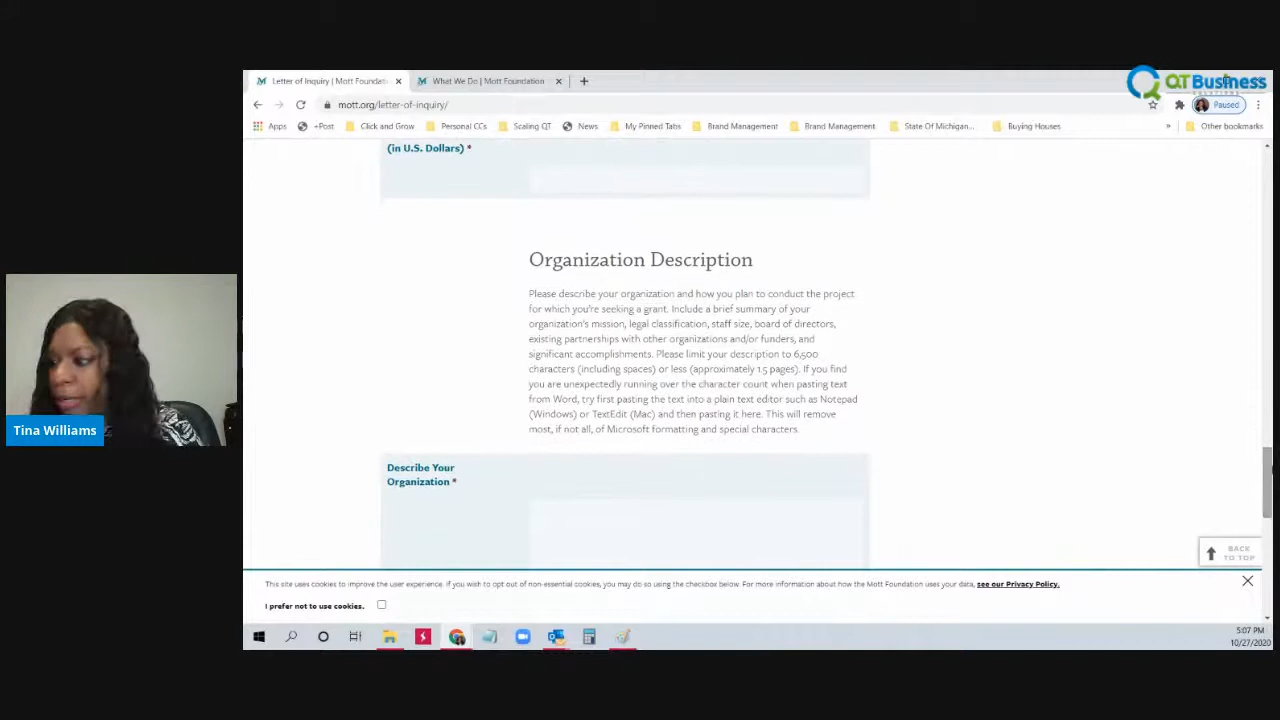 Letter of Inquiry | Mott Foundati
What We Do | Mott Foundation
QT Business
mott.org/letter-of-inquiry/
Paused
Apps
+Post
Click and Grow
Personal CCs
Scaling QT
News
My Pinned Tabs
Brand Management
Brand Management
State Of Michigan...
Buying Houses
»
Other bookmarks
(in U.S. Dollars) *
Organization Description
Please describe your organization and how you plan to conduct the project
for which you're seeking a grant. Include a brief summary of your
organization's mission, legal classification, staff size, board of directors,
existing partnerships with other organizations and/or funders, and
significant accomplishments. Please limit your description to 6,500
characters (including spaces) or less (approximately 1.5 pages). If you find
you are unexpectedly running over the character count when pasting text
from Word, try first pasting the text into a plain text editor such as Notepad
(Windows) or TextEdit (Mac) and then pasting it here. This will remove
most, if not all, of Microsoft formatting and special characters.
Describe Your
Organization *
Tina Williams
BACK
TO TOP
This site uses cookies to improve the user experience. If you wish to opt out of non-essential cookies, you may do so using the checkbox below. For more information about how the Mott Foundation uses your data, see our Privacy Policy.
I prefer not to use cookies.
5:07 PM
10/27/2020